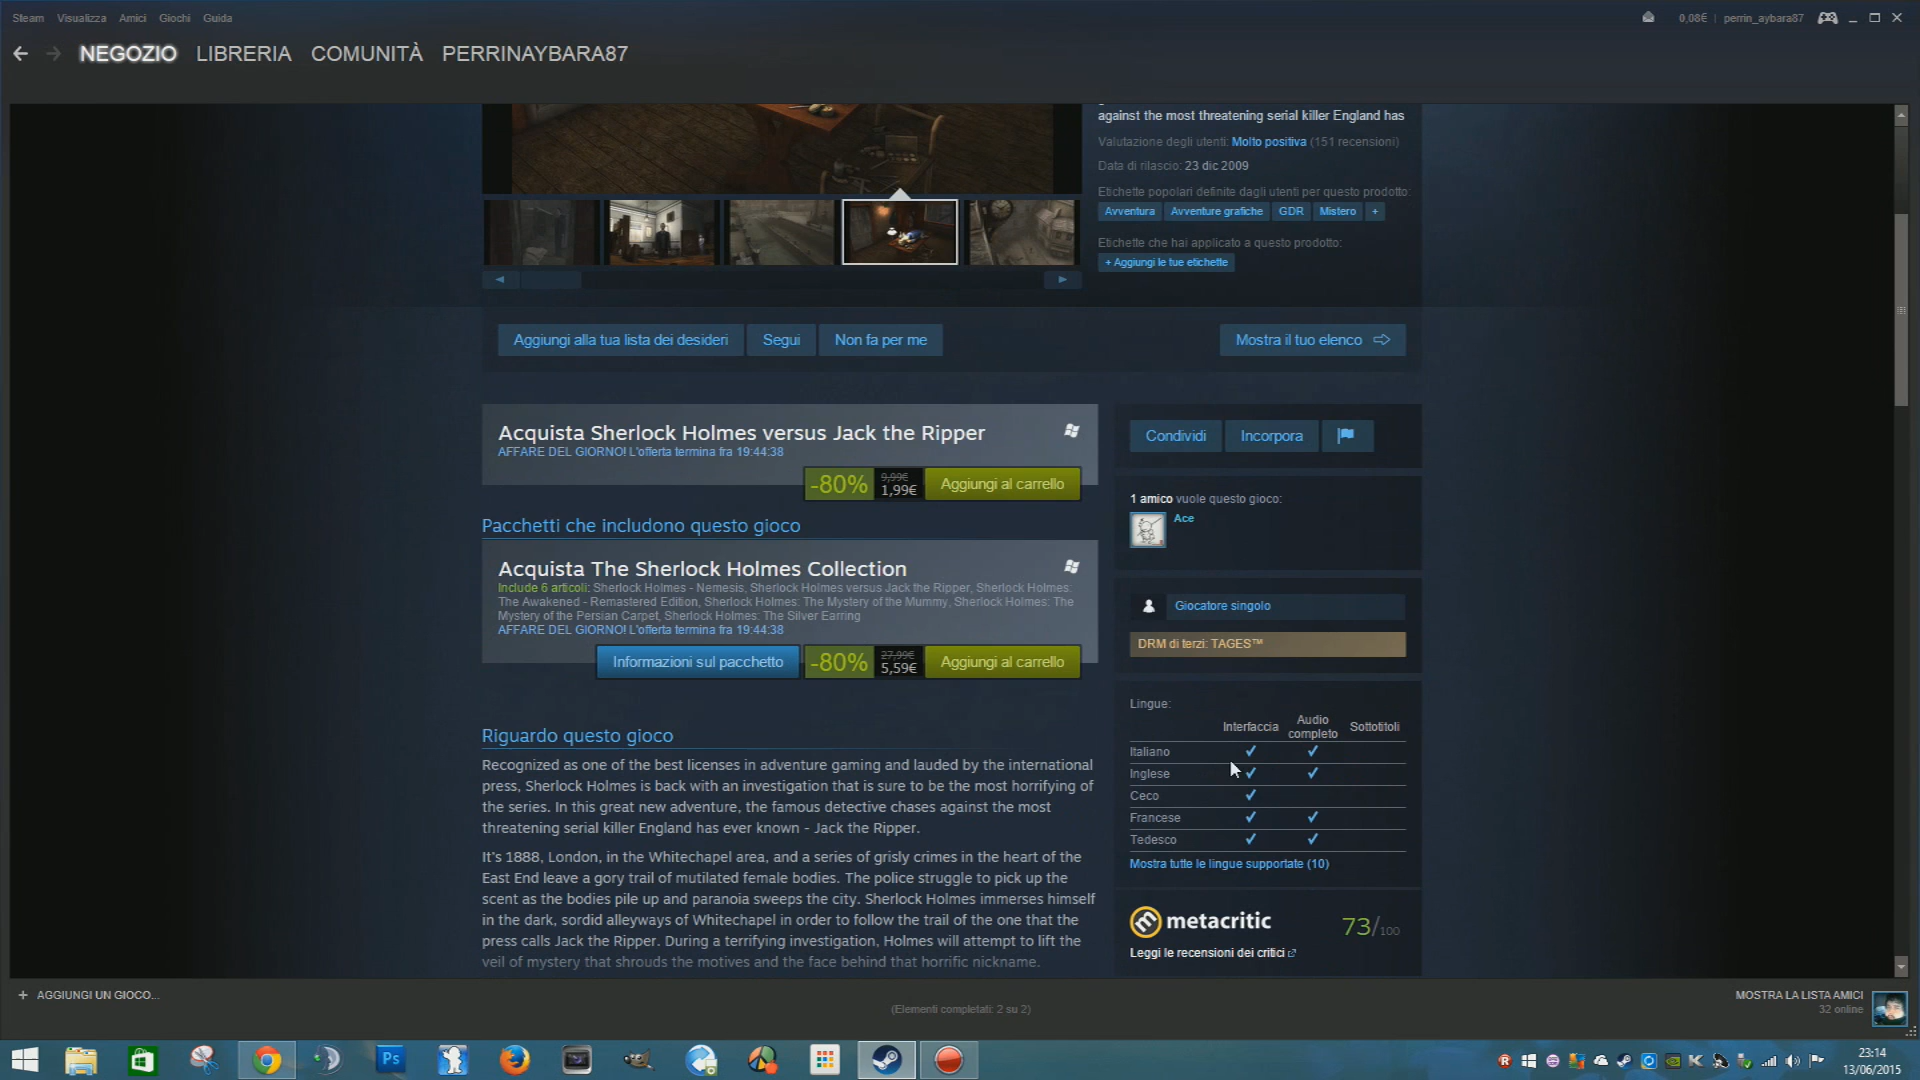 Steam Visualizza Amici Giochi Guida
0,08€ | perrin_aybara87
NEGOZIO LIBRERIA COMUNITÀ PERRINAYBARA87
against the most threatening serial killer England has
Valutazione degli utenti: Molto positiva (151 recensioni)
Data di rilascio: 23 dic 2009
Etichette popolari definite dagli utenti per questo prodotto:
Avventura Avventure grafiche GDR Mistero +
Etichette che hai applicato a questo prodotto:
+ Aggiungi le tue etichette
Aggiungi alla tua lista dei desideri Segui Non fa per me Mostra il tuo elenco
Acquista Sherlock Holmes versus Jack the Ripper
AFFARE DEL GIORNO! L'offerta termina fra 19:44:38
-80% 9,99€ 1,99€ Aggiungi al carrello
Pacchetti che includono questo gioco
Acquista The Sherlock Holmes Collection
Include 6 articoli: Sherlock Holmes - Nemesis, Sherlock Holmes versus Jack the Ripper, Sherlock Holmes:
The Awakened - Remastered Edition, Sherlock Holmes: The Mystery of the Mummy, Sherlock Holmes: The
Mystery of the Persian Carpet, Sherlock Holmes: The Silver Earring
AFFARE DEL GIORNO! L'offerta termina fra 19:44:38
Informazioni sul pacchetto -80% 27,99€ 5,59€ Aggiungi al carrello
Riguardo questo gioco
Recognized as one of the best licenses in adventure gaming and lauded by the international
press, Sherlock Holmes is back with an investigation that is sure to be the most horrifying of
the series. In this great new adventure, the famous detective chases against the most
threatening serial killer England has ever known - Jack the Ripper.
It's 1888, London, in the Whitechapel area, and a series of grisly crimes in the heart of the
East End leave a gory trail of mutilated female bodies. The police struggle to pick up the
scent as the bodies pile up and paranoia sweeps the city. Sherlock Holmes immerses himself
in the dark, sordid alleyways of Whitechapel in order to follow the trail of the one that the
press calls Jack the Ripper. During a terrifying investigation, Holmes will attempt to lift the
veil of mystery that shrouds the motives and the face behind that horrific nickname.
Condividi Incorpora
1 amico vuole questo gioco:
Ace
Giocatore singolo
DRM di terzi: TAGES™
Lingue:
Interfaccia Audio completo Sottotitoli
Italiano
Inglese
Ceco
Francese
Tedesco
Mostra tutte le lingue supportate (10)
metacritic 73/100
Leggi le recensioni dei critici
+ AGGIUNGI UN GIOCO...
(Elementi completati: 2 su 2)
MOSTRA LA LISTA AMICI
32 online
Ps
23:14
13/06/2015